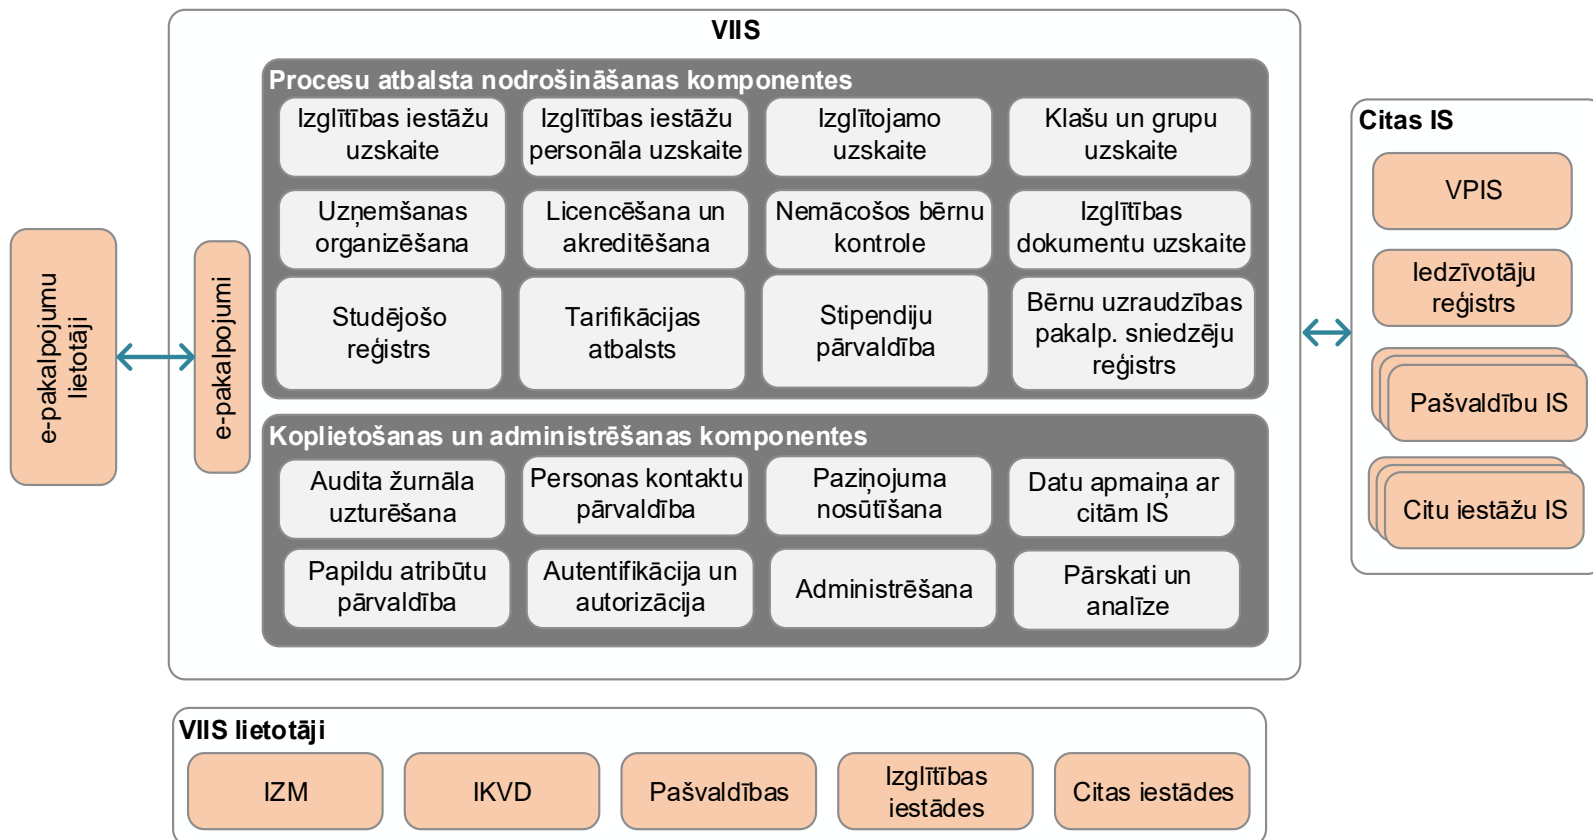 VIIS
Procesu atbalsta nodrošināšanas komponentes
Izglītības iestāžu
uzskaite
Izglītības iestāžu
personāla uzskaite
Izglītojamo
uzskaite
Klašu un grupu
uzskaite
Uzņemšanas
organizēšana
Licencēšana un
akreditēšana
Nemācošos bērnu
kontrole
Izglītības
dokumentu uzskaite
Studējošo
reģistrs
Tarifikācijas
atbalsts
Stipendiju
pārvaldība
Bērnu uzraudzības
pakalp. sniedzēju
reģistrs
Koplietošanas un administrēšanas komponentes
Audita žurnāla
uzturēšana
Personas kontaktu
pārvaldība
Paziņojuma
nosūtīšana
Datu apmaiņa ar
citām IS
Papildu atribūtu
pārvaldība
Autentifikācija un
autorizācija
Administrēšana
Pārskati un
analīze
e-pakalpojumu
lietotāji
e-pakalpojumi
Citas IS
VPIS
Iedzīvotāju
reģistrs
Pašvaldību IS
Citu iestāžu IS
VIIS lietotāji
IZM
IKVD
Pašvaldības
Izglītības
iestādes
Citas iestādes